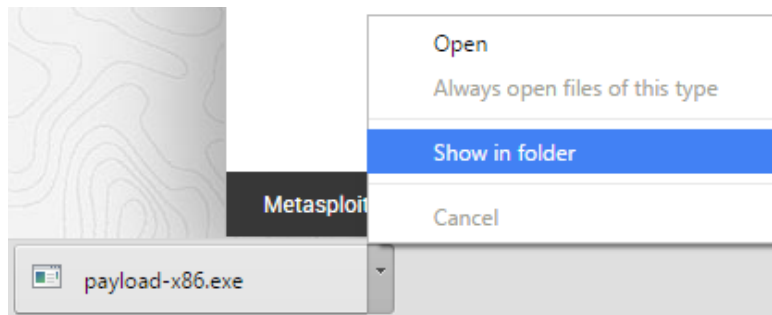 Open
Always open files of this type
Show in folder
Metasploit
Cancel
payload-x86.exe